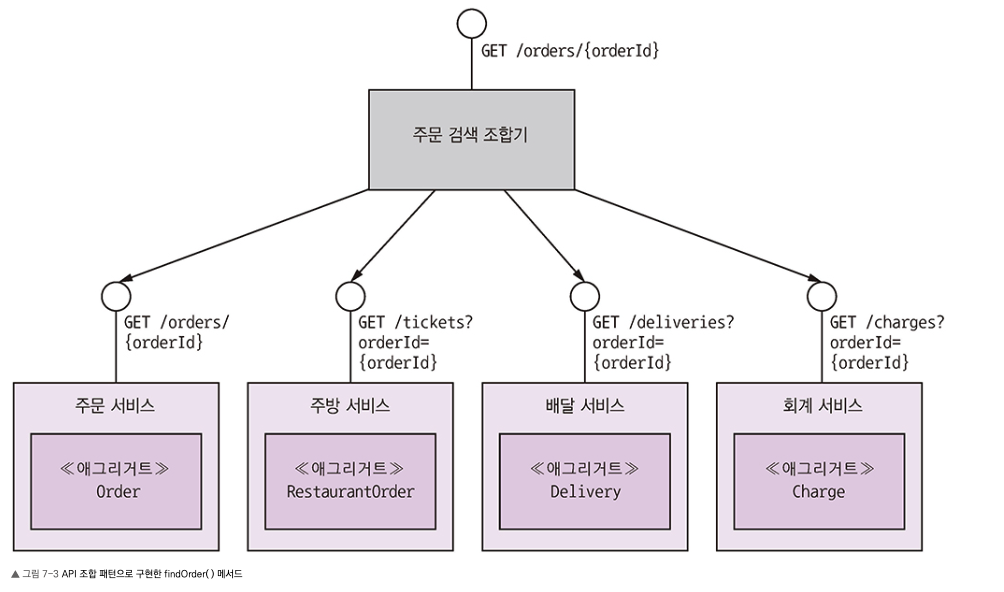 GET /orders/{orderId}
주문 검색 조합기
GET /orders/
{orderId}
GET /tickets?
orderId=
{orderId}
GET /deliveries?
orderId=
{orderId}
GET /charges?
orderId=
{orderId}
주문 서비스
≪애그리거트≫
Order
주방 서비스
≪애그리거트≫
RestaurantOrder
배달 서비스
≪애그리거트≫
Delivery
회계 서비스
≪애그리거트≫
Charge
▲ 그림 7-3 API 조합 패턴으로 구현한 findOrder() 메서드